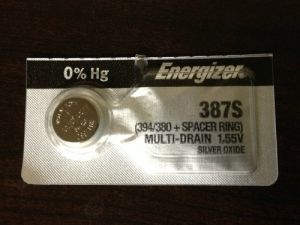 0% Hg
Energizer
387S
(394/380 + SPACER RING)
MULTI-DRAIN 1.55V
SILVER OXIDE